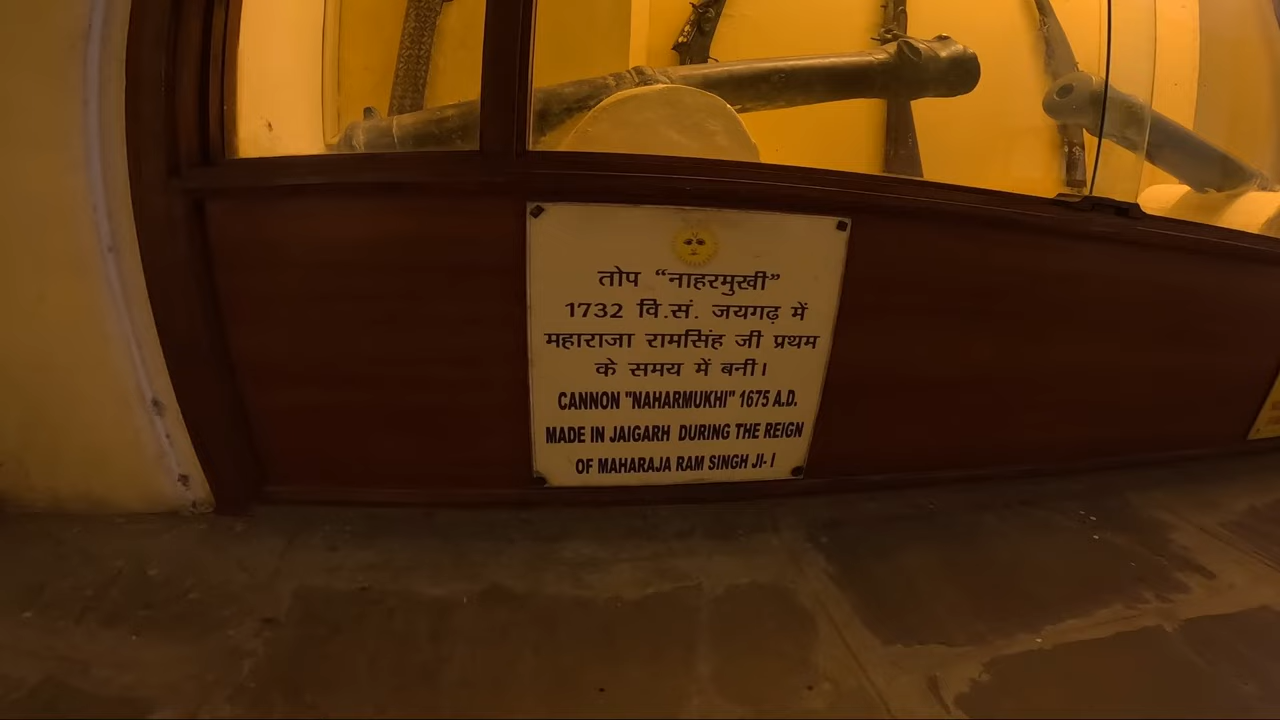 तोप “नाहरमुखी”
1732 वि.सं. जयगढ़ में
महाराजा रामसिंह जी प्रथम
के समय में बनी।
CANNON "NAHARMUKHI" 1675 A.D.
MADE IN JAIGARH DURING THE REIGN
OF MAHARAJA RAM SINGH JI- I